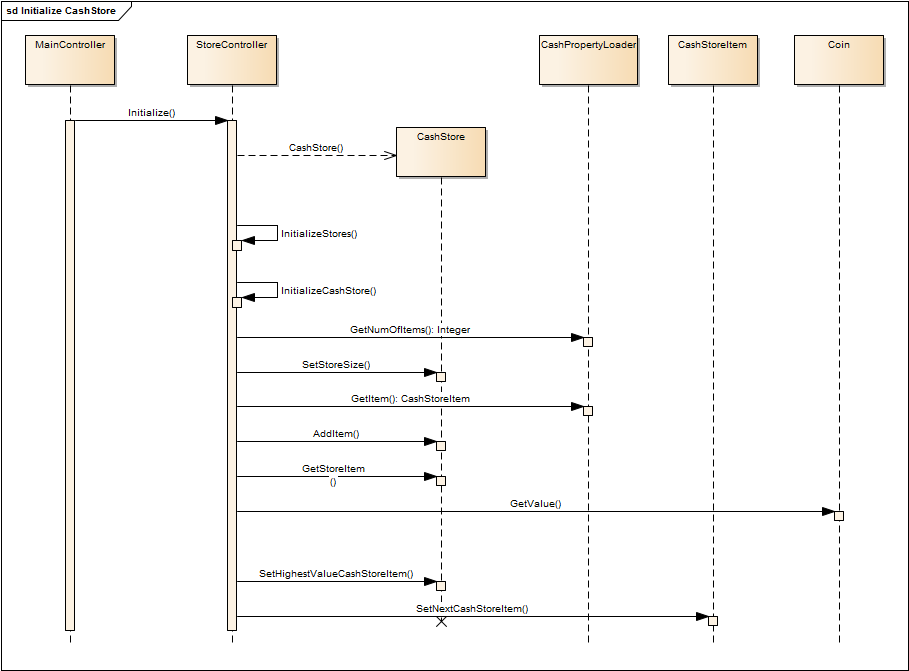 sd Initialize CashStore
MainController
StoreController
CashPropertyLoader
CashStoreItem
Coin
Initialize()
CashStore
CashStore()
InitializeStores()
InitializeCashStore()
GetNumOfItems(): Integer
SetStoreSize()
GetItem(): CashStoreItem
AddItem()
GetStoreItem
()
GetValue()
SetHighestValueCashStoreItem()
SetNextCashStoreItem()